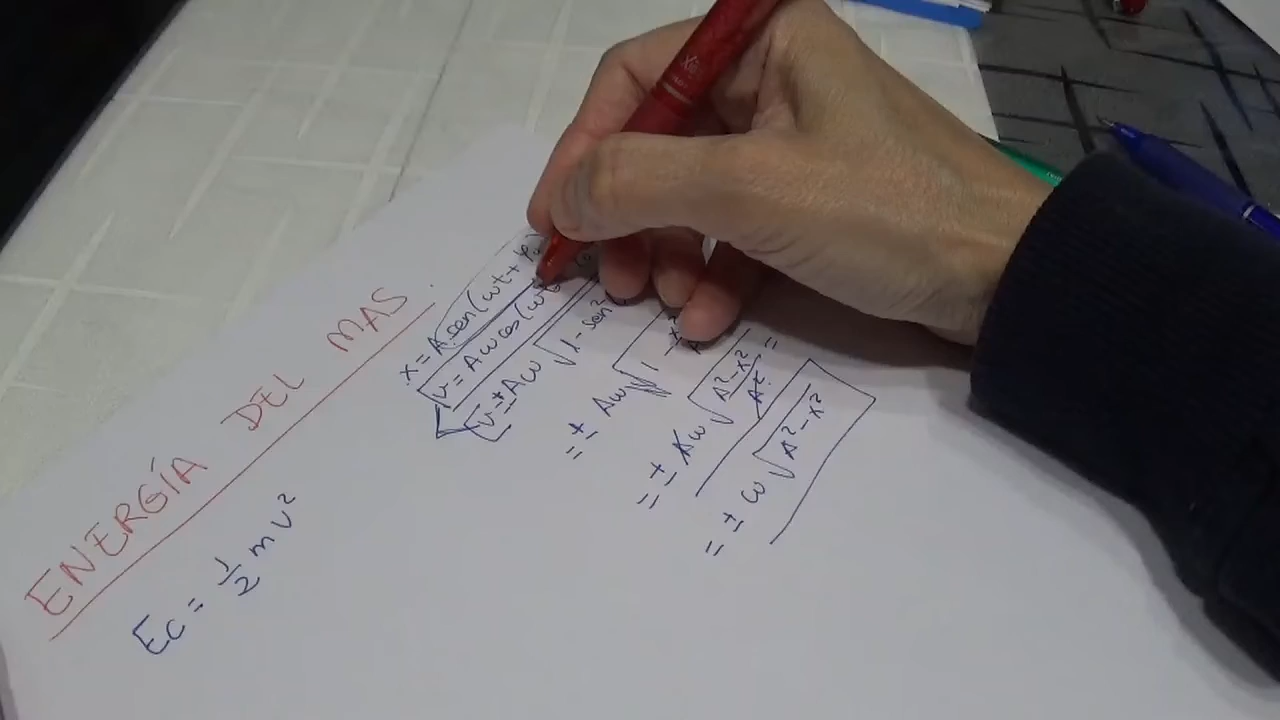 ENERGÍA DEL MAS
Ec = 1/2 mv²
x = A sen(ωt + φ₀)
v = Aω cos(ωt
v = ± Aω √1 - sen²
= ± Aω √1 - x²
= ± Aω √A² - x² / A² =
= ± ω √A² - x²